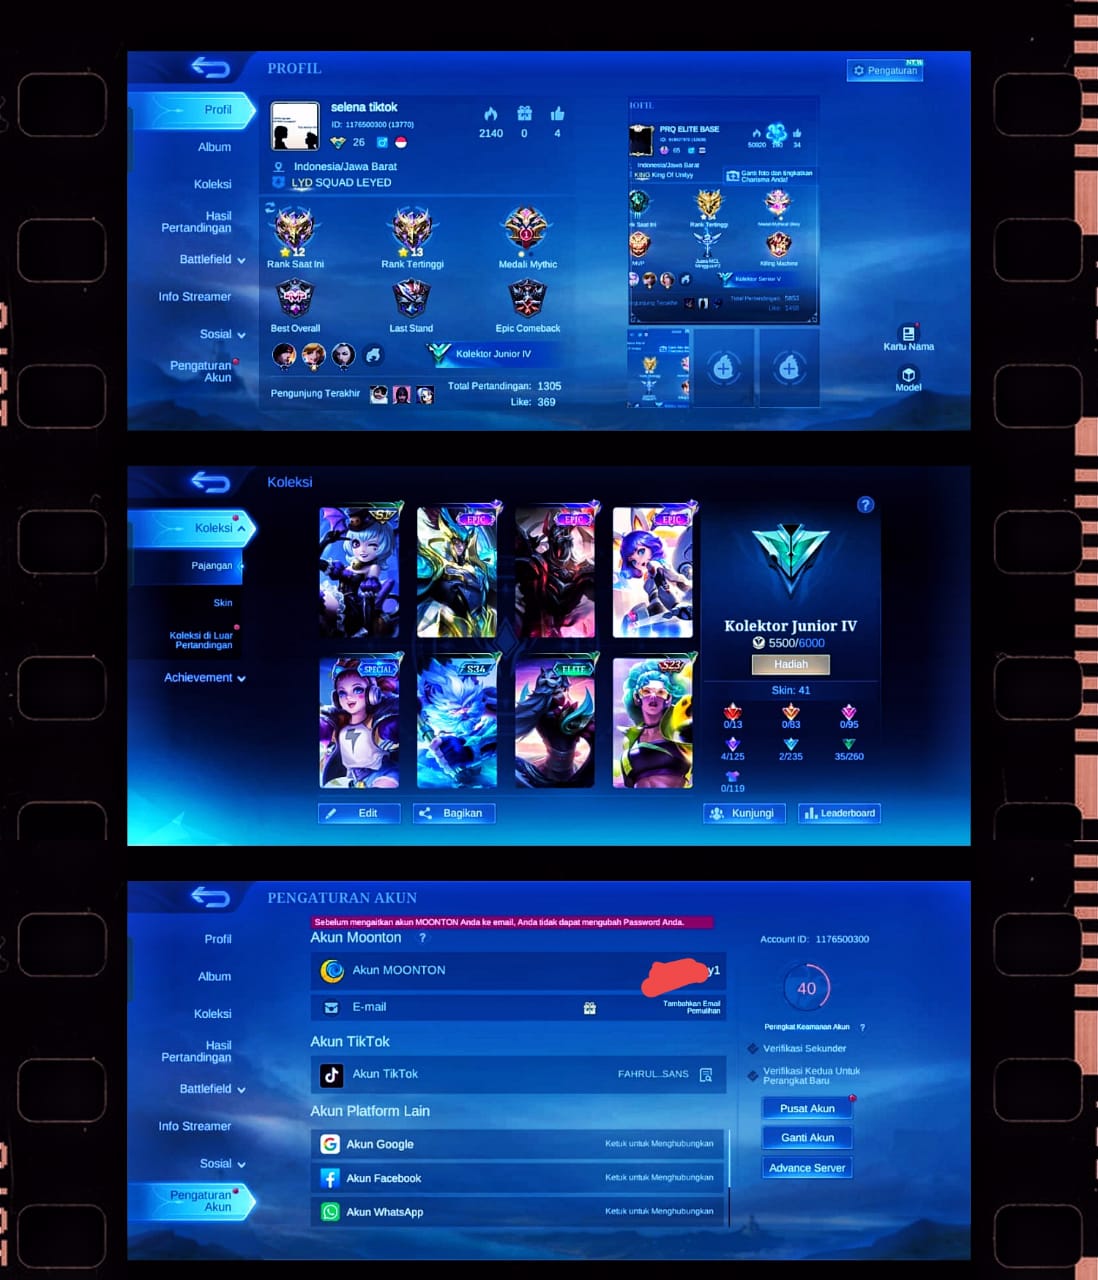 PROFIL
Pengaturan
NEW
Profil
Album
Koleksi
Hasil
Pertandingan
Battlefield
Info Streamer
Sosial
Pengaturan
Akun
selena tiktok
ID: 1176500300 (13770)
26
2140
0
4
Indonesia/Jawa Barat
LYD SQUAD LEYED
12
13
1
Rank Saat Ini
Rank Tertinggi
Medali Mythic
Best Overall
Last Stand
Epic Comeback
Kolektor Junior IV
Pengunjung Terakhir
Total Pertandingan: 1305
Like: 369
PRQ ELITE BASE
65
34
Indonesia/Jawa Barat
KING King Of Unityy
Ganti foto dan tingkatkan
Charisma Anda!
Rank Tertinggi
MVP
Killing Machine
Kolektor Senior V
Total Pertandingan: 5853
Kartu Nama
Model
Koleksi
Koleksi
Pajangan
Skin
Koleksi di Luar
Pertandingan
Achievement
S1
EPIC
EPIC
EPIC
SPECIAL
S34
ELITE
S23
?
Kolektor Junior IV
5500/6000
Hadiah
Skin: 41
0/13
0/83
0/95
4/125
2/235
35/260
0/119
Edit
Bagikan
Kunjungi
Leaderboard
PENGATURAN AKUN
Profil
Album
Koleksi
Hasil
Pertandingan
Battlefield
Info Streamer
Sosial
Pengaturan
Akun
Sebelum mengaitkan akun MOONTON Anda ke email, Anda tidak dapat mengubah Password Anda.
Akun Moonton ?
Akun MOONTON
y1
E-mail
Tambahkan Email
Pemulihan
Akun TikTok
Akun TikTok
FAHRUL..SANS
Akun Platform Lain
Akun Google
Ketuk untuk Menghubungkan
Akun Facebook
Ketuk untuk Menghubungkan
Akun WhatsApp
Ketuk untuk Menghubungkan
Account ID: 1176500300
40
Peringkat Keamanan Akun ?
Verifikasi Sekunder
Verifikasi Kedua Untuk
Perangkat Baru
Pusat Akun
Ganti Akun
Advance Server